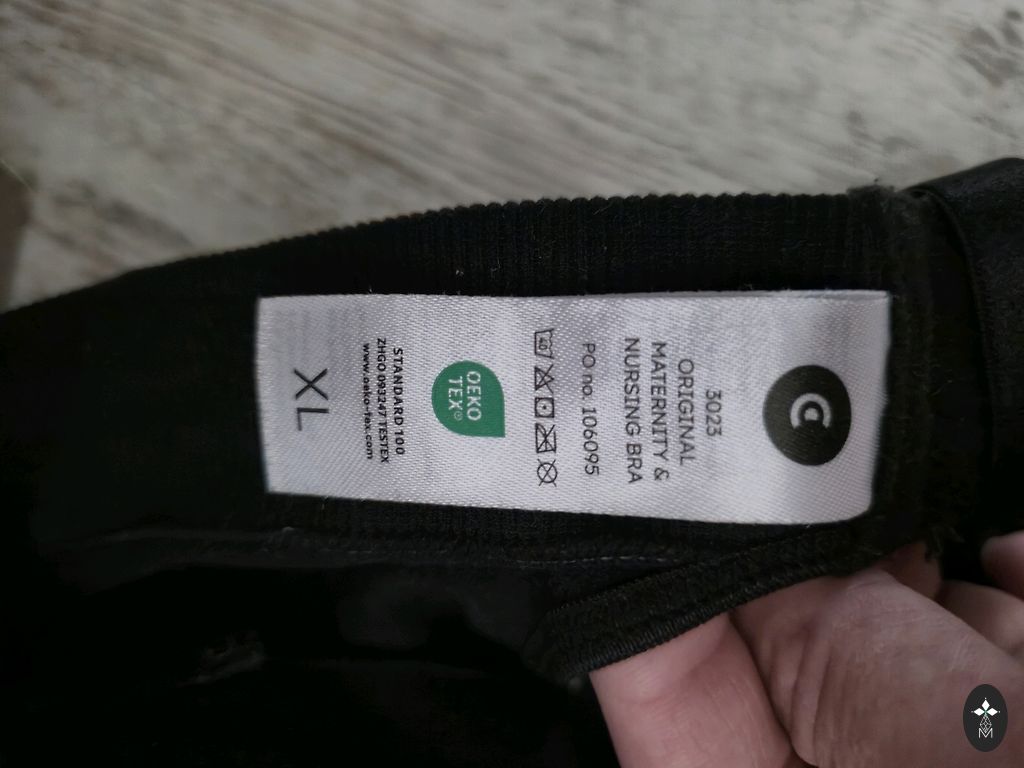 3023
ORIGINAL
MATERNITY &
NURSING BRA
PO no. 106095
40
OEKO
TEX®
STANDARD 100
ZHGO 093247 TESTEX
www.oeko-tex.com
XL
M